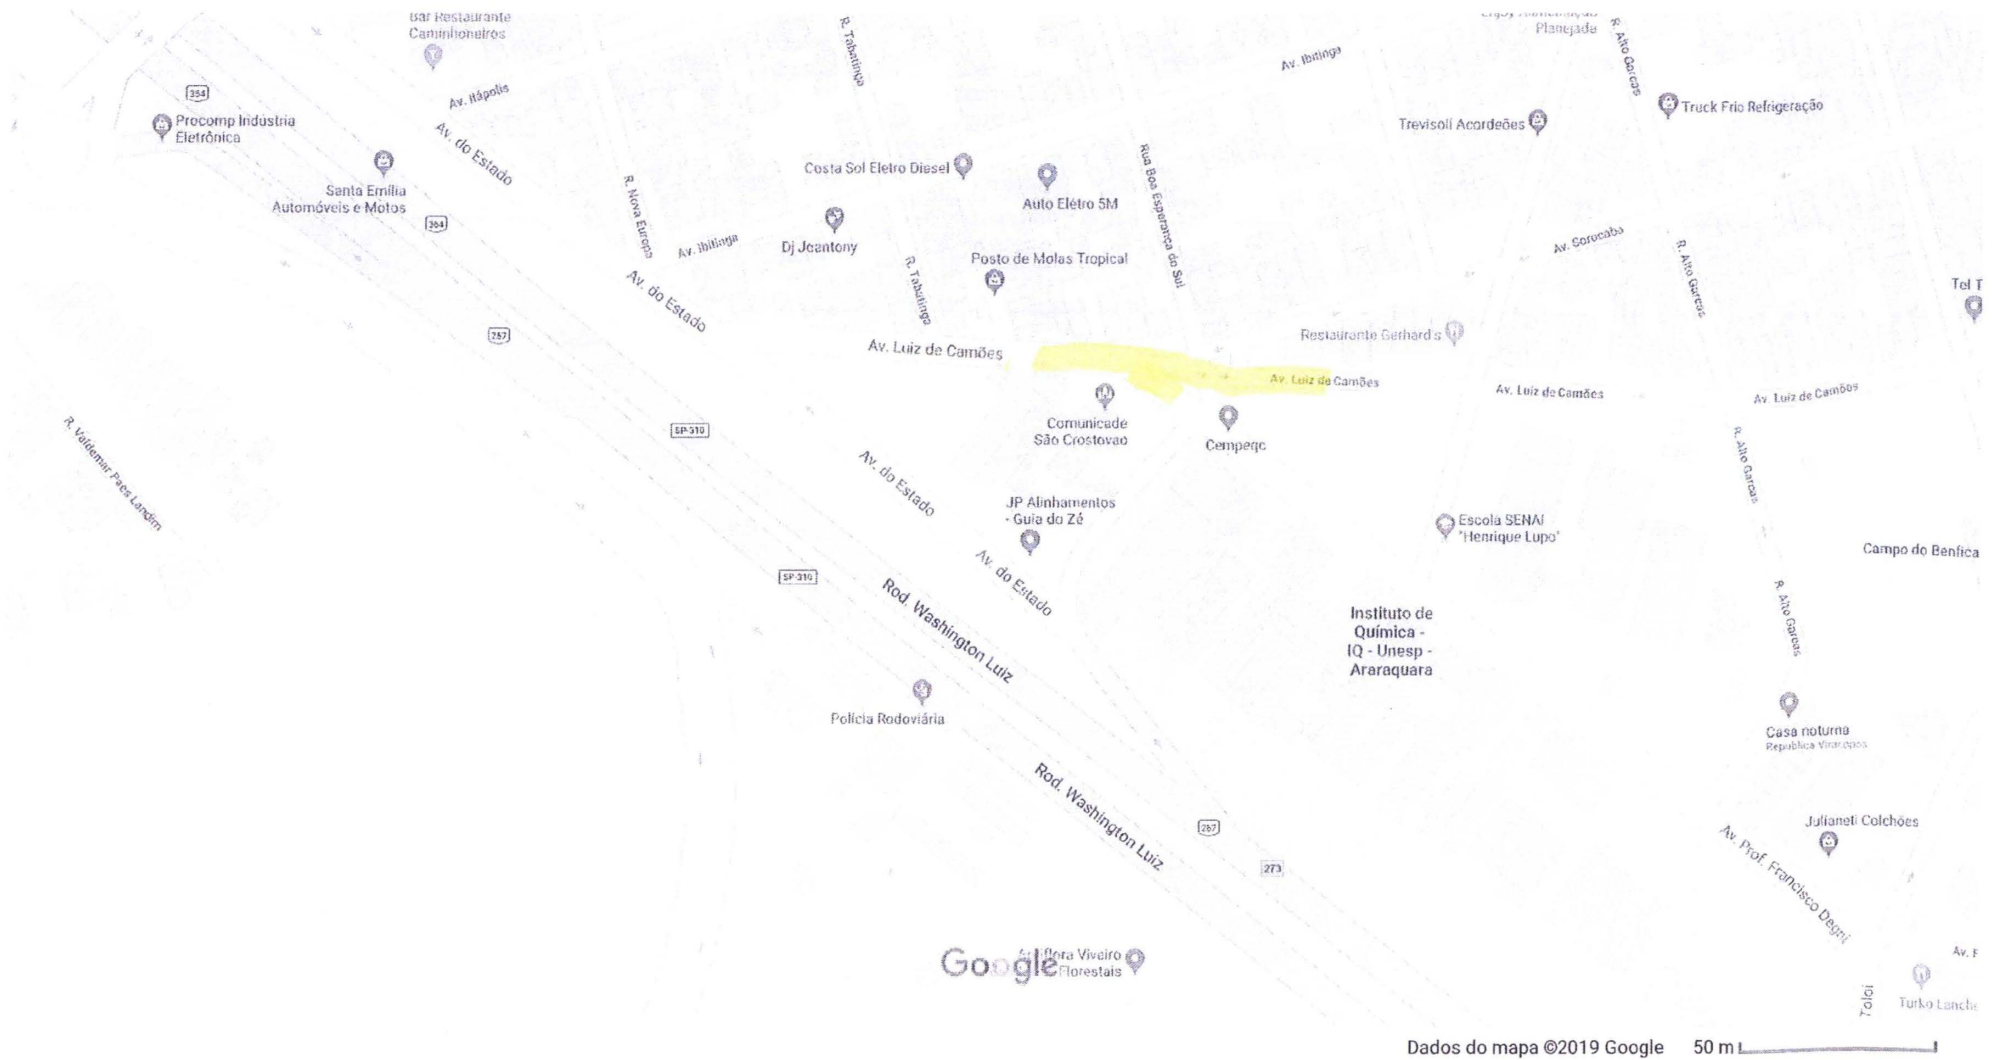 Bar Restaurante
Caminhoneiros
R. Tabatinga
Planejada
R. Alto Garcas
Av. Ibitinga
354
Av. Itápolis
Truck Frio Refrigeração
Procomp Indústria
Eletrônica
Trevisoli Acordeões
Av. do Estado
Costa Sol Eletro Diesel
Santa Emília
Automóveis e Motos
364
R. Nova Europa
Auto Elétro 5M
Rua Boa Esperança do Sul
Av. Ibitinga
Dj Jeantony
Av. Sorocaba
R. Alto Garcas
Posto de Molas Tropical
R. Tabatinga
Av. do Estado
Tel T
257
Restaurante Gerhard's
Av. Luiz de Camões
Av. Luiz de Camões
Av. Luiz de Camões
Av. Luiz de Camões
Comunicade
São Crostovao
Cempeqc
SP-310
R. Valdemar Paes Landim
Av. do Estado
R. Alto Garcas
JP Alinhamentos
- Guia do Zé
Escola SENAI
"Henrique Lupo"
Campo do Benfica
Av. do Estado
SP-310
Rod. Washington Luiz
Instituto de
Química -
IQ - Unesp -
Araraquara
R. Alto Garcas
Polícia Rodoviária
Casa noturna
Rod. Washington Luiz
257
273
Julianeti Colchões
Av. Prof. Francisco Degni
Google
Viveiro
Florestais
Av. F
Turko Lanche
Toloi
Dados do mapa ©2019 Google 50 m